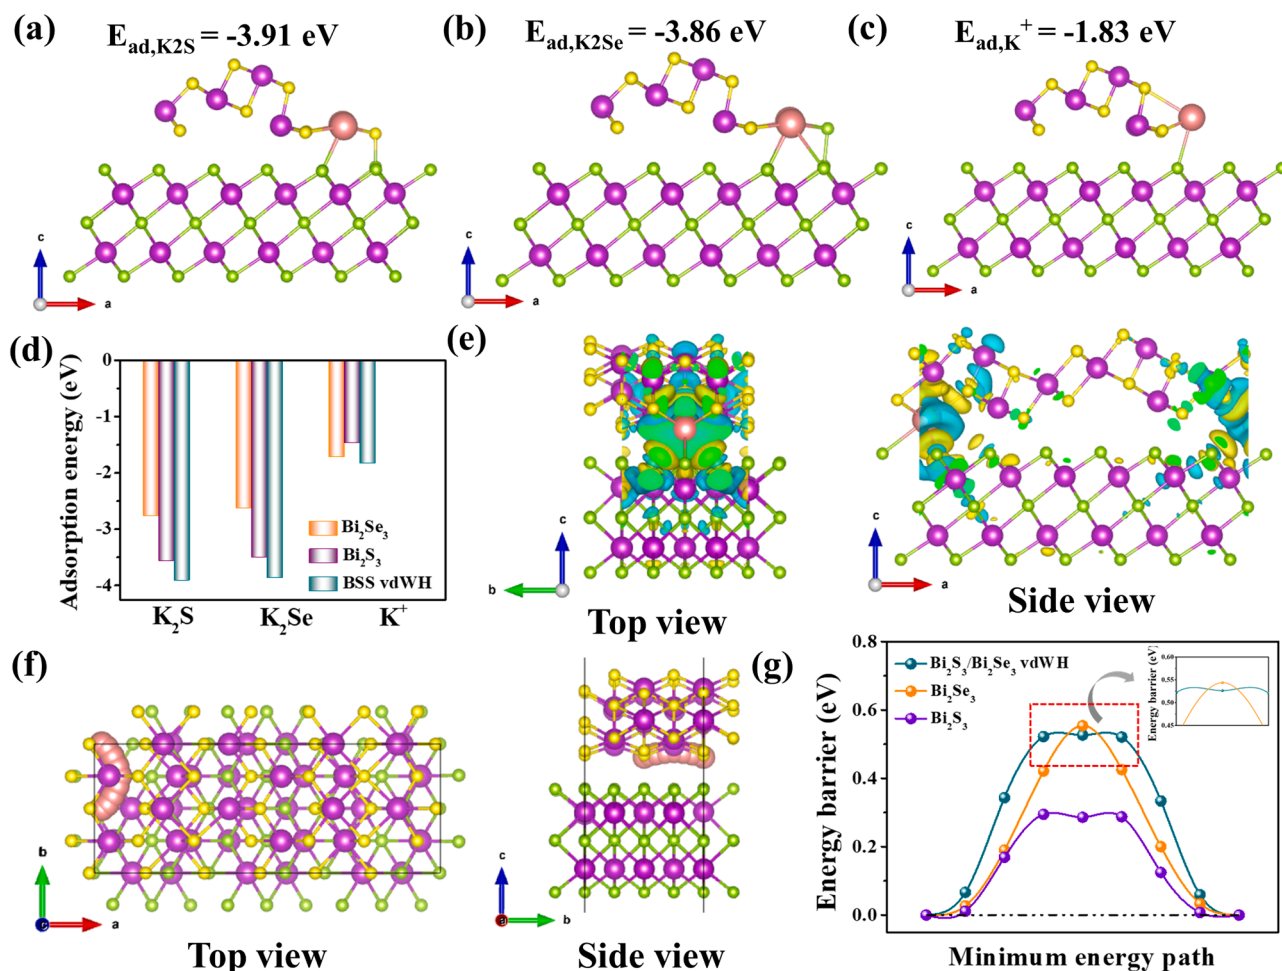 (a) E_ad,K2S = -3.91 eV
(b) E_ad,K2Se = -3.86 eV
(c) E_ad,K⁺ = -1.83 eV
c
a
c
a
c
a
(d)
Adsorption energy (eV)
0
-1
-2
-3
-4
Bi₂Se₃
Bi₂S₃
BSS vdWH
K₂S K₂Se K⁺
(e)
c
b
Top view
c
a
Side view
(f)
b
a
Top view
c
b
Side view
(g)
Energy barrier (eV)
0.8
0.6
0.4
0.2
0.0
Bi₂S₃/Bi₂Se₃ vdWH
Bi₂Se₃
Bi₂S₃
Energy barrier (eV)
0.60
0.55
0.50
0.45
Minimum energy path